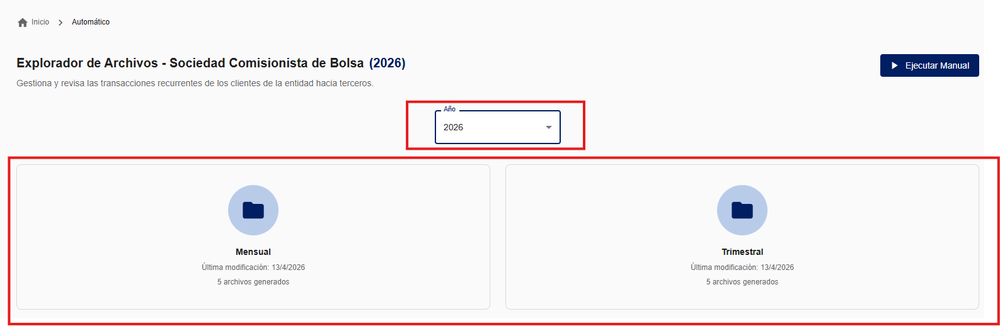 Inicio > Automático
Explorador de Archivos - Sociedad Comisionista de Bolsa (2026)
Ejecutar Manual
Gestiona y revisa las transacciones recurrentes de los clientes de la entidad hacia terceros.
Año
2026
Mensual
Última modificación: 13/4/2026
5 archivos generados
Trimestral
Última modificación: 13/4/2026
5 archivos generados